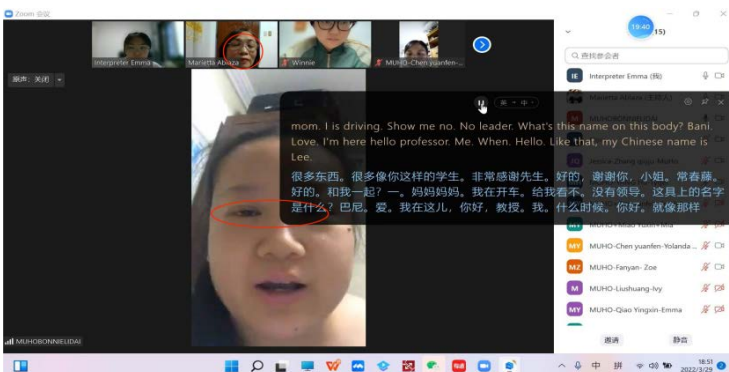 Zoom 会议
19:40
15)
查找参会者
Interpreter Emma
Marietta Abiaza
Winnie
MUHO-Chen yuanfen-...
原声: 关闭
英 中
IE Interpreter Emma (我)
mom. I is driving. Show me no. No leader. What's this name on this body? Bani.
Love. I'm here hello professor. Me. When. Hello. Like that, my Chinese name is
Lee.
很多东西。很多像你这样的学生。非常感谢先生。好的，谢谢你，小姐。常春藤。
好的。和我一起？一。妈妈妈妈。我在开车。给我看不。没有领导。这具上的名字
是什么？巴尼。爱。我在这儿，你好，教授。我。什么时候。你好。就像那样
MY MUHO-Chen yuanfen-Yolanda ...
MZ MUHO-Fanyan- Zoe
M MUHO-Liushuang-Ivy
MY MUHO-Qiao Yingxin-Emma
MUHOBONNIELIDAI
邀请
静音
中 拼
18:51
2022/3/29